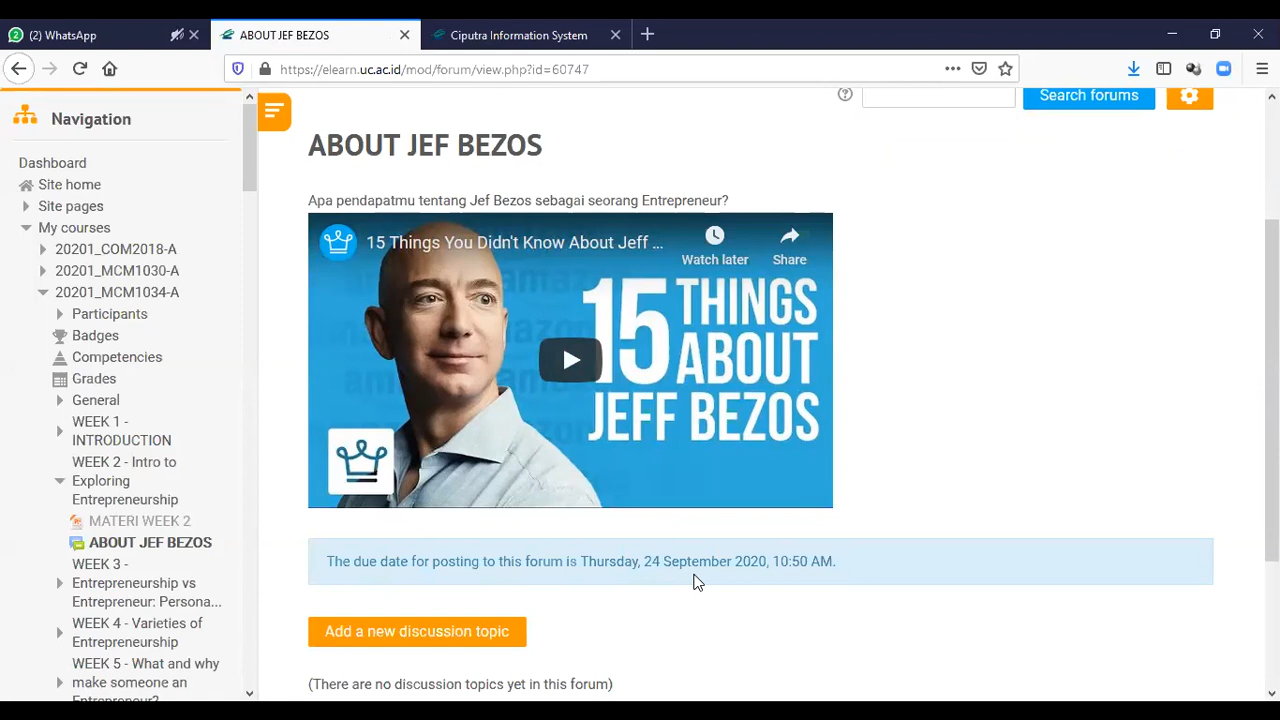 (2) WhatsApp
ABOUT JEF BEZOS
Ciputra Information System
https://elearn.uc.ac.id/mod/forum/view.php?id=60747
Navigation
Dashboard
Site home
Site pages
My courses
20201_COM2018-A
20201_MCM1030-A
20201_MCM1034-A
Participants
Badges
Competencies
Grades
General
WEEK 1 -
INTRODUCTION
WEEK 2 - Intro to
Exploring
Entrepreneurship
MATERI WEEK 2
ABOUT JEF BEZOS
WEEK 3 -
Entrepreneurship vs
Entrepreneur: Persona...
WEEK 4 - Varieties of
Entrepreneurship
WEEK 5 - What and why
make someone an
Entrepreneur?
Search forums
ABOUT JEF BEZOS
Apa pendapatmu tentang Jef Bezos sebagai seorang Entrepreneur?
15 Things You Didn't Know About Jeff ...
Watch later
Share
15 THINGS
ABOUT
JEFF BEZOS
The due date for posting to this forum is Thursday, 24 September 2020, 10:50 AM.
Add a new discussion topic
(There are no discussion topics yet in this forum)